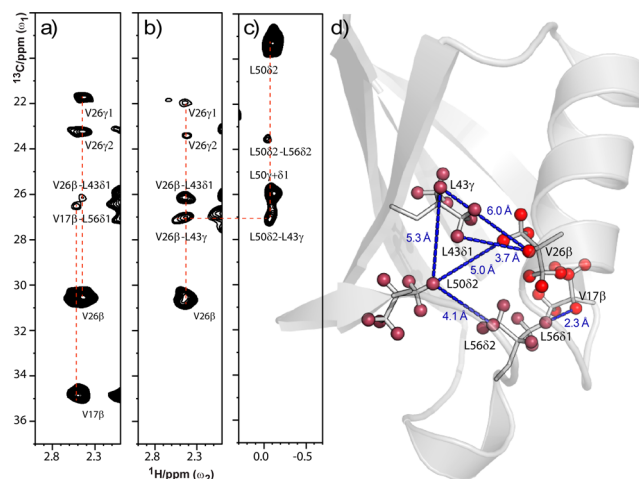 a)
b)
c)
d)
¹³C/ppm (ω₁)
22
24
26
28
30
32
34
36
V26γ1
V26γ2
V26β-L43δ1
V17β-L56δ1
V26β
V17β
2.8
2.3
V26γ1
V26γ2
V26β-L43δ1
V26β-L43γ
V26β
2.8
2.3
¹H/ppm (ω₂)
L50δ2
L50δ2-L56δ2
L50γ+δ1
L50δ2-L43γ
0.0
-0.5
L43γ
6.0 Å
5.3 Å
L43δ1
3.7 Å
V26β
5.0 Å
L50δ2
V17β
4.1 Å
L56δ1
2.3 Å
L56δ2